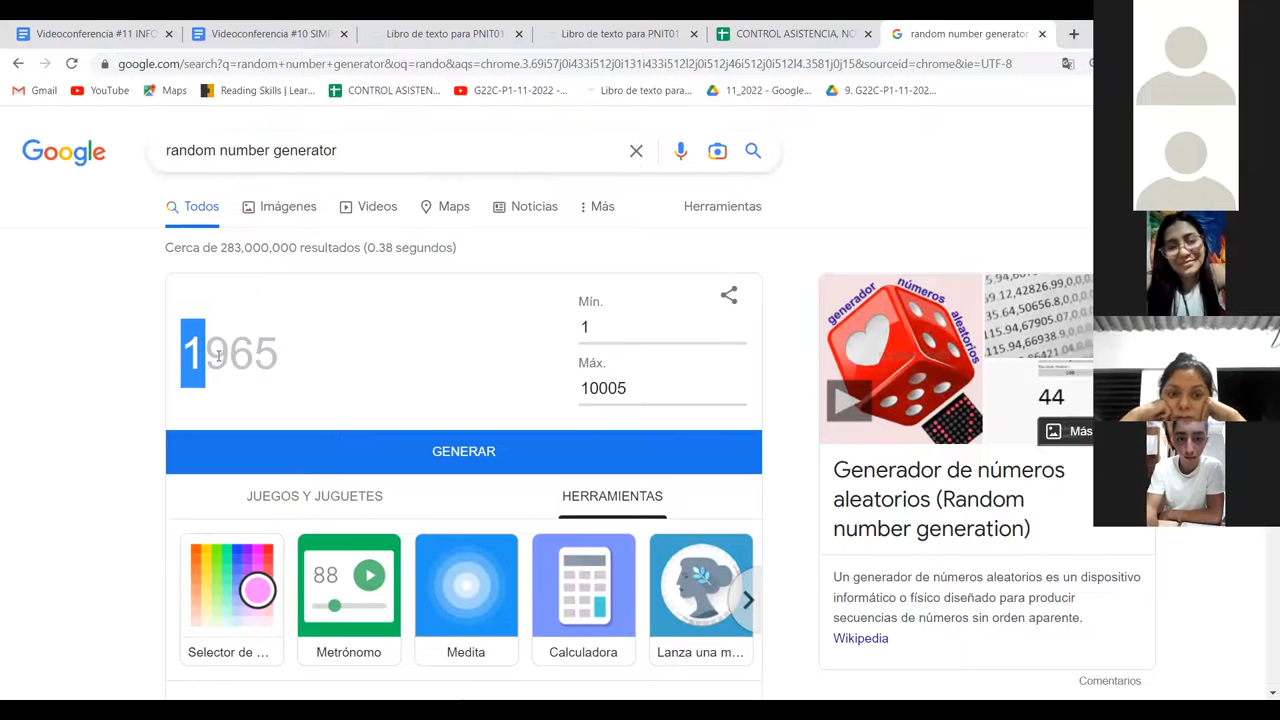 Videoconferencia #11 INFO
Videoconferencia #10 SIMP
Libro de texto para PNIT01
Libro de texto para PNIT01
CONTROL ASISTENCIA, NO
random number generator
google.com/search?q=random+number+generator&oq=rando&aqs=chrome.3.69i57j0i433i512j0i131i433i512l2j0i512j46i512j0i512l4.3581j0j15&sourceid=chrome&ie=UTF-8
Gmail
YouTube
Maps
Reading Skills | Lear...
CONTROL ASISTEN...
G22C-P1-11-2022 -...
Libro de texto para...
11_2022 - Google...
9. G22C-P1-11-202...
Google
random number generator
Todos
Imágenes
Videos
Maps
Noticias
Más
Herramientas
Cerca de 283,000,000 resultados (0.38 segundos)
1965
Mín.
1
Máx.
10005
GENERAR
JUEGOS Y JUGUETES
HERRAMIENTAS
88
Selector de ...
Metrónomo
Medita
Calculadora
Lanza una m...
generador números aleatorios
44
Más
Generador de números
aleatorios (Random
number generation)
Un generador de números aleatorios es un dispositivo
informático o físico diseñado para producir
secuencias de números sin orden aparente.
Wikipedia
Comentarios